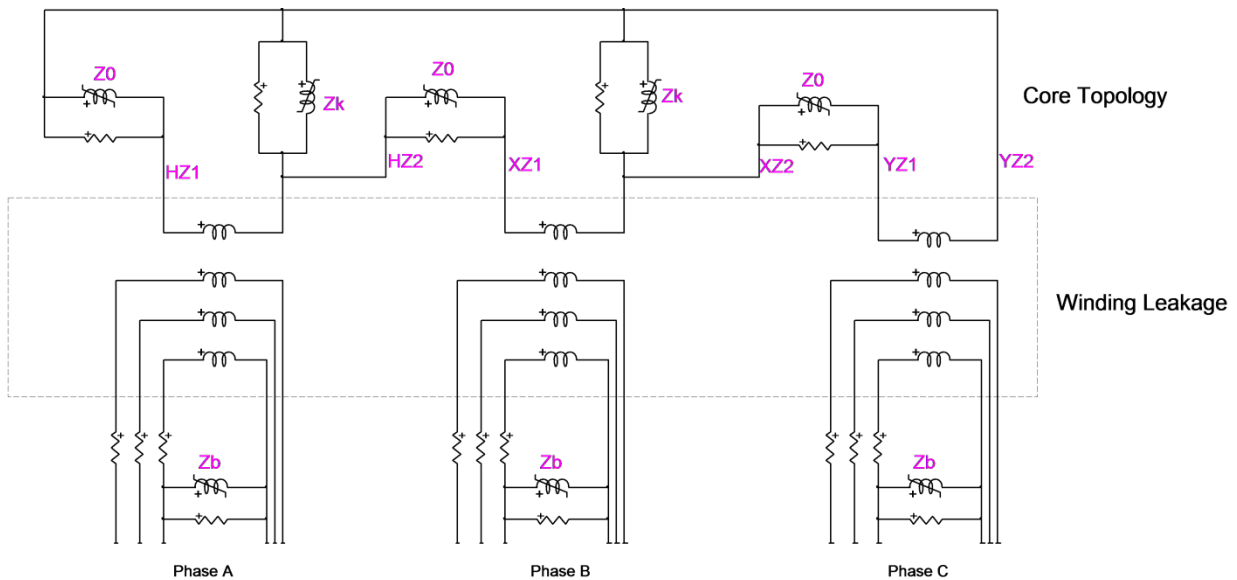 Z0
Z0
Z0
Zk
Zk
Core Topology
HZ1
HZ2
XZ1
XZ2
YZ1
YZ2
Winding Leakage
Zb
Zb
Zb
Phase A
Phase B
Phase C